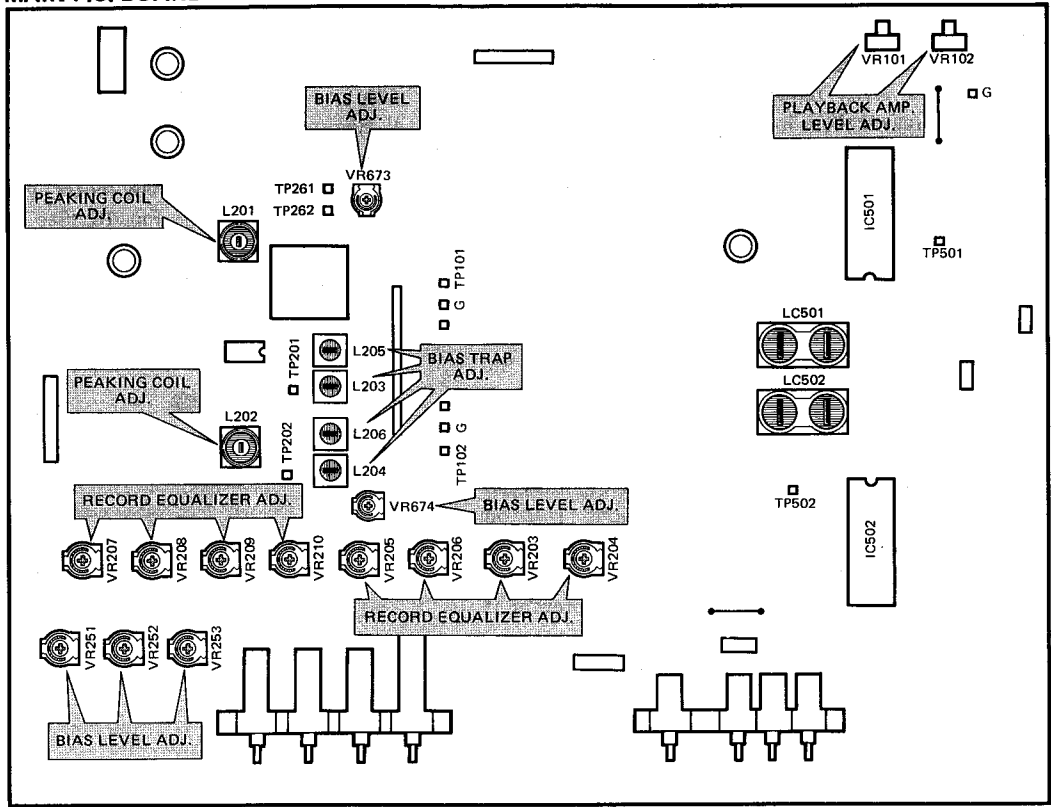 VR101
VR102
BIAS LEVEL
ADJ.
PLAYBACK AMP.
LEVEL ADJ.
G
VR673
TP261
TP262
PEAKING COIL
ADJ.
L201
IC501
TP501
TP101
G
LC501
L205
BIAS TRAP
ADJ.
TP201
L203
PEAKING COIL
ADJ.
LC502
L202
L206
G
TP202
L204
TP102
RECORD EQUALIZER ADJ.
VR674
BIAS LEVEL ADJ.
TP502
IC502
VR207
VR208
VR209
VR210
VR205
VR206
VR203
VR204
RECORD EQUALIZER ADJ.
VR251
VR252
VR253
BIAS LEVEL ADJ.